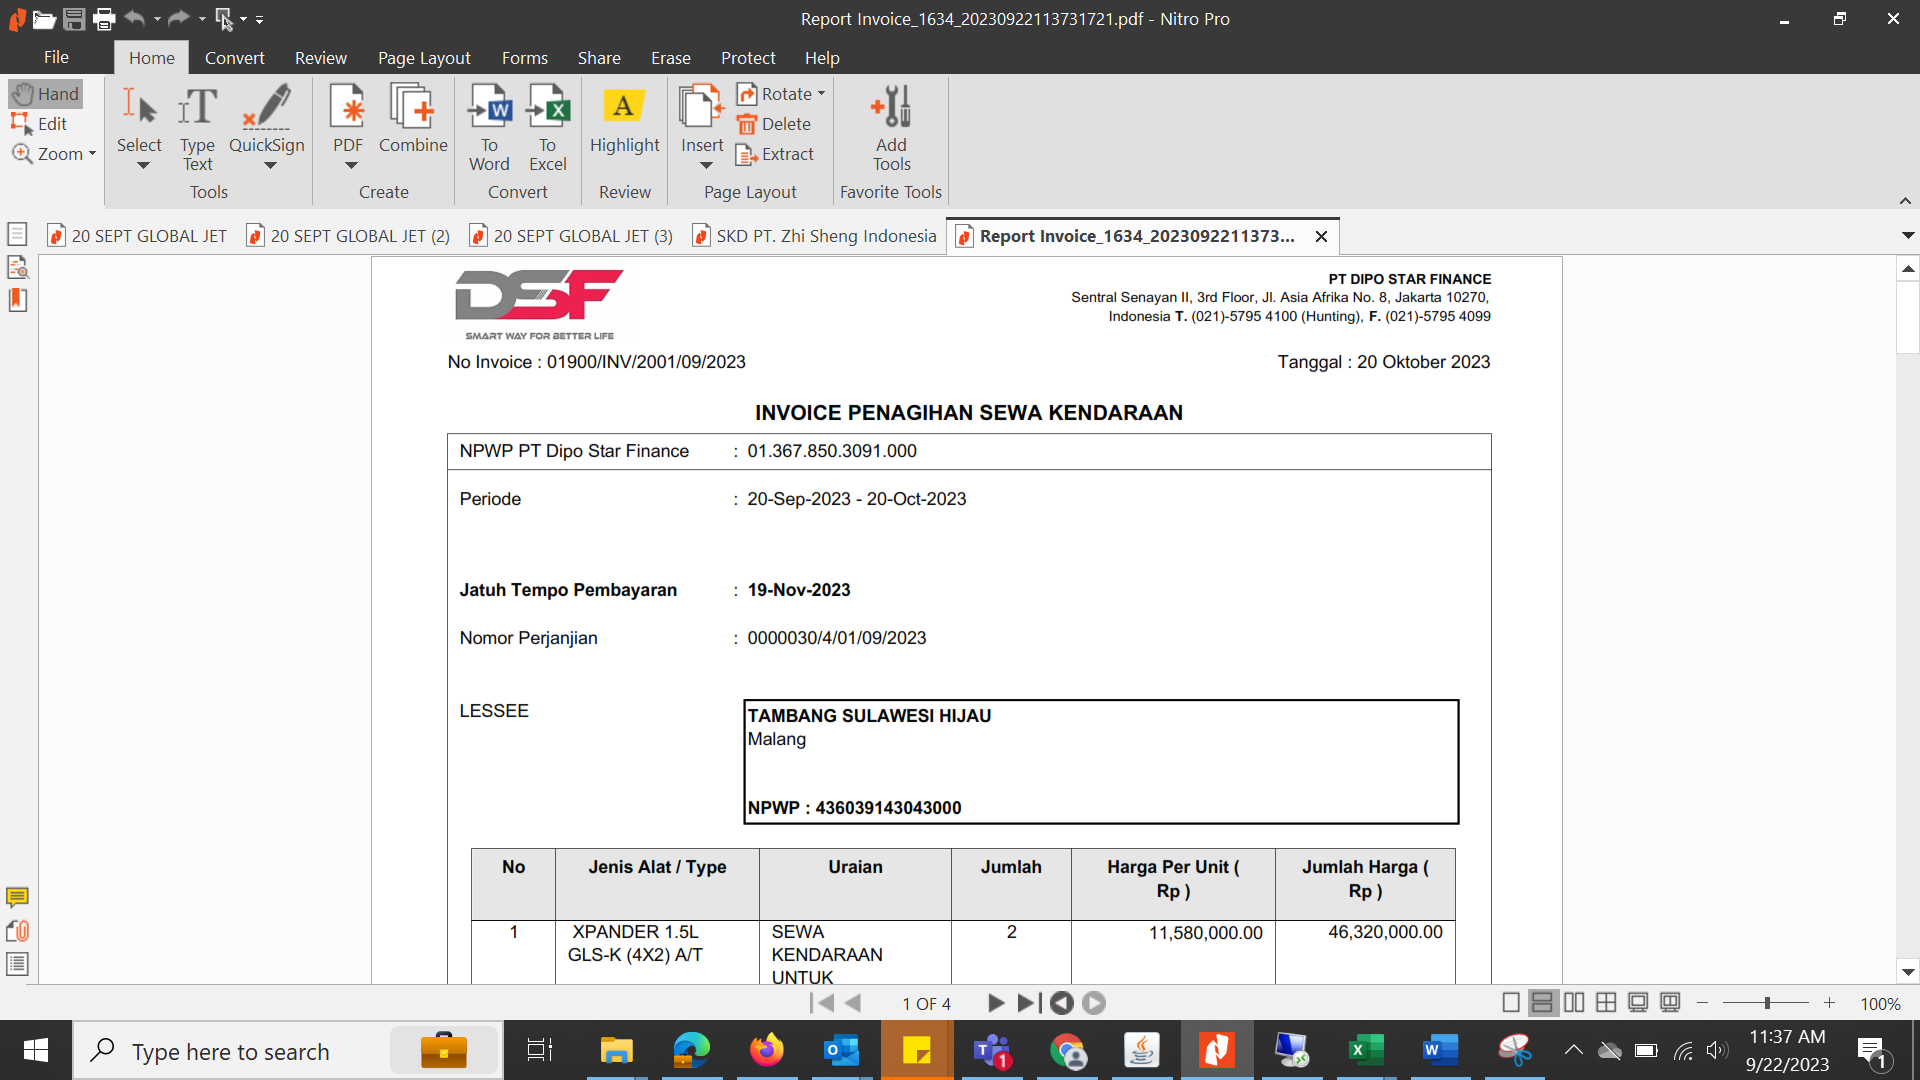 Report Invoice_1634_20230922113731721.pdf - Nitro Pro
File Home Convert Review Page Layout Forms Share Erase Protect Help
Hand
Edit
Zoom
Select
Type Text
QuickSign
Tools
PDF
Combine
Create
To Word
To Excel
Convert
A
Highlight
Review
Insert
Rotate
Delete
Extract
Page Layout
Add Tools
Favorite Tools
20 SEPT GLOBAL JET 20 SEPT GLOBAL JET (2) 20 SEPT GLOBAL JET (3) SKD PT. Zhi Sheng Indonesia Report Invoice_1634_2023092211373...
DSF
SMART WAY FOR BETTER LIFE
PT DIPO STAR FINANCE
Sentral Senayan II, 3rd Floor, Jl. Asia Afrika No. 8, Jakarta 10270,
Indonesia T. (021)-5795 4100 (Hunting), F. (021)-5795 4099
No Invoice : 01900/INV/2001/09/2023 Tanggal : 20 Oktober 2023
INVOICE PENAGIHAN SEWA KENDARAAN
NPWP PT Dipo Star Finance : 01.367.850.3091.000
Periode : 20-Sep-2023 - 20-Oct-2023
Jatuh Tempo Pembayaran : 19-Nov-2023
Nomor Perjanjian : 0000030/4/01/09/2023
LESSEE TAMBANG SULAWESI HIJAU
Malang
NPWP : 436039143043000
No Jenis Alat / Type Uraian Jumlah Harga Per Unit ( Rp ) Jumlah Harga ( Rp )
1 XPANDER 1.5L SEWA 2 11,580,000.00 46,320,000.00
GLS-K (4X2) A/T KENDARAAN
UNTUK
1 OF 4 100%
Type here to search
1
11:37 AM
9/22/2023
1